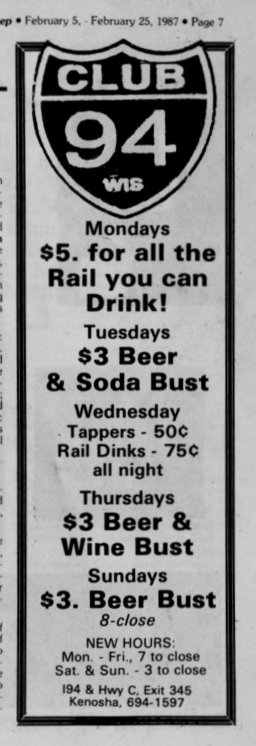 ep • February 5, - February 25, 1987 • Page 7
CLUB
94
WIS
Mondays
$5. for all the
Rail you can
Drink!
Tuesdays
$3 Beer
& Soda Bust
Wednesday
Tappers - 50¢
Rail Dinks - 75¢
all night
Thursdays
$3 Beer &
Wine Bust
Sundays
$3. Beer Bust
8-close
NEW HOURS:
Mon. - Fri., 7 to close
Sat. & Sun. - 3 to close
I94 & Hwy C, Exit 345
Kenosha, 694-1597